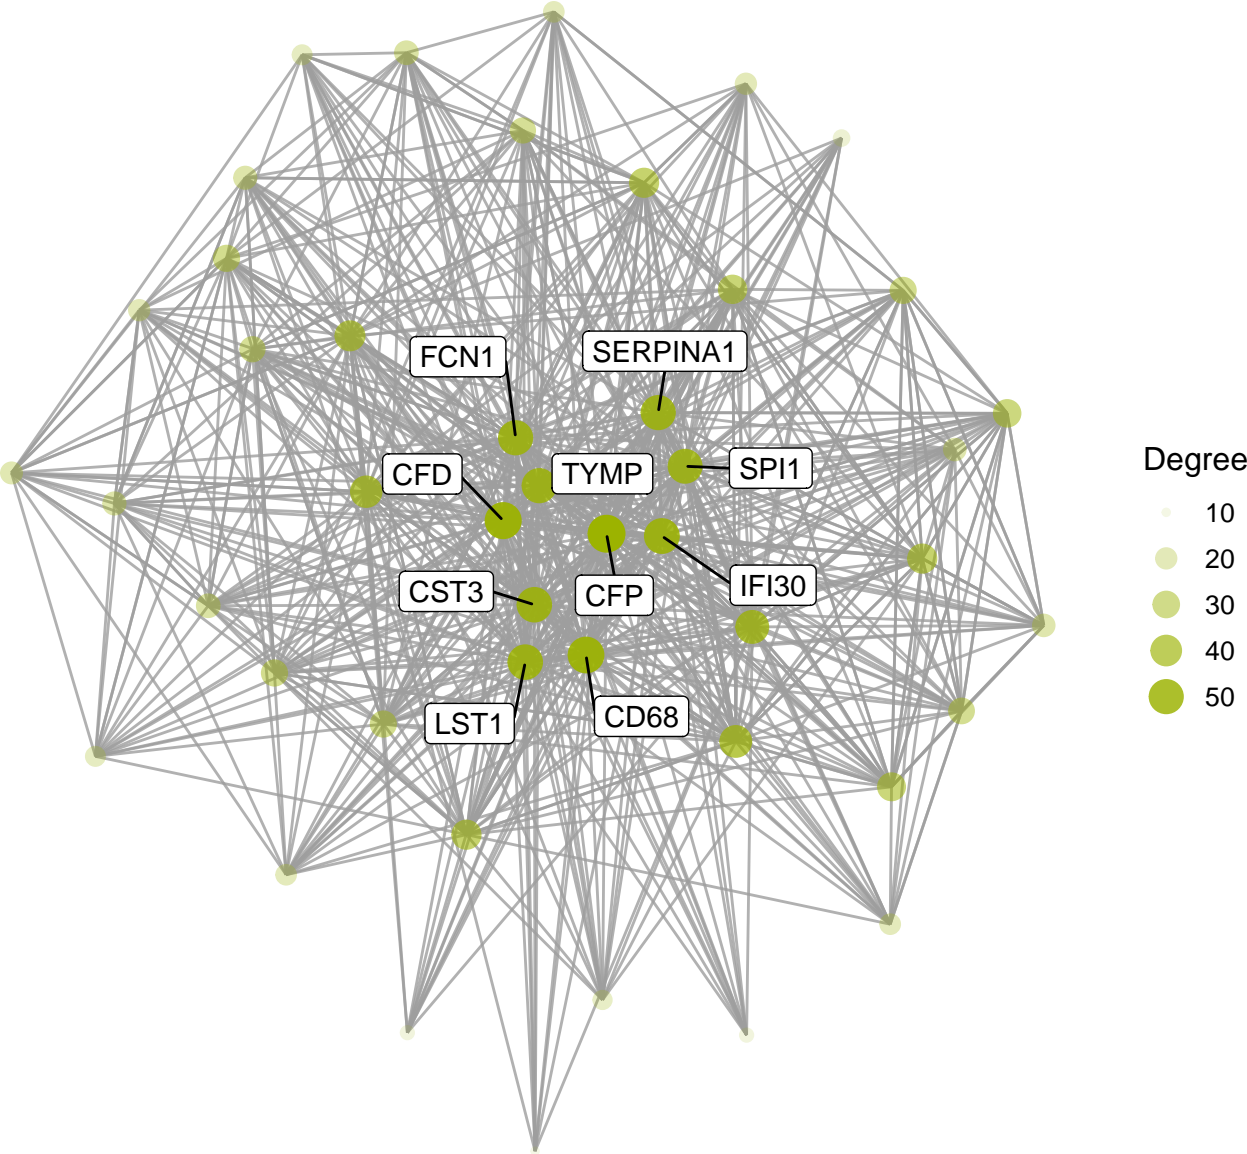 FCN1
SERPINA1
CFD
TYMP
SPI1
CST3
CFP
IFI30
LST1
CD68
Degree
10
20
30
40
50